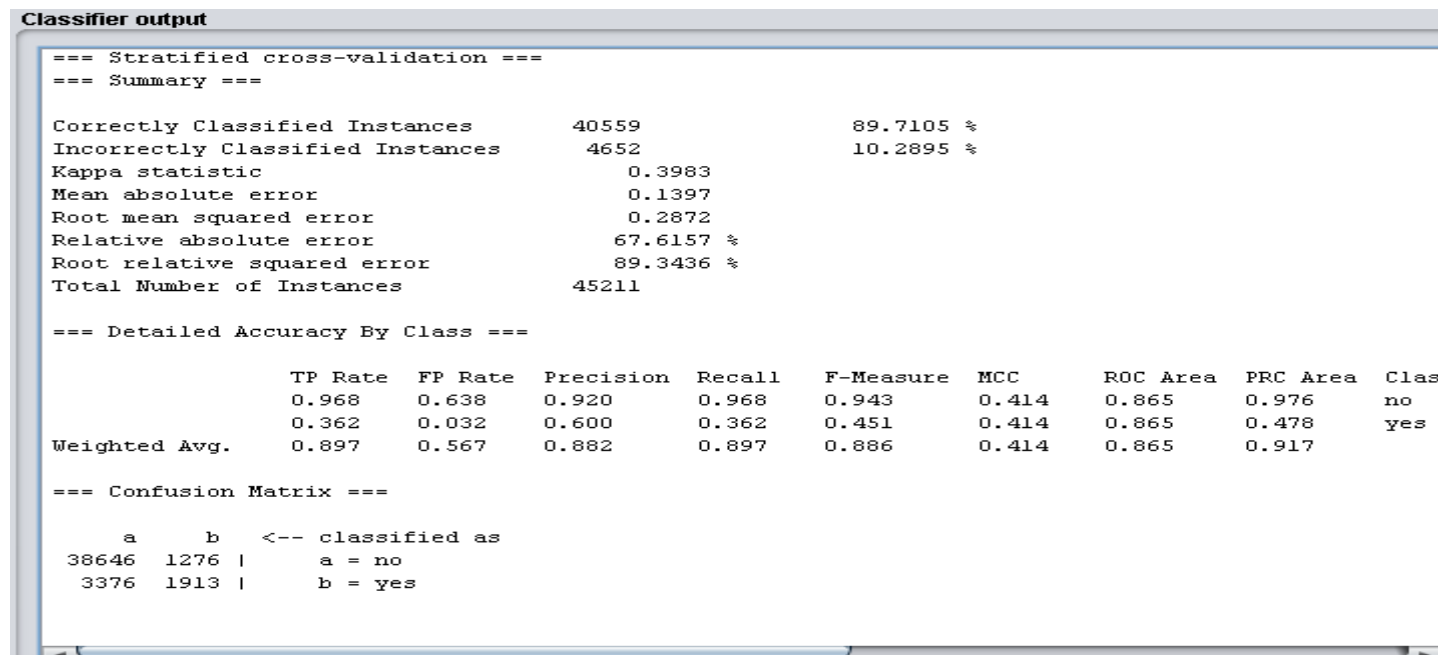 Classifier output
=== Stratified cross-validation ===
=== Summary ===
Correctly Classified Instances 40559 89.7105 %
Incorrectly Classified Instances 4652 10.2895 %
Kappa statistic 0.3983
Mean absolute error 0.1397
Root mean squared error 0.2872
Relative absolute error 67.6157 %
Root relative squared error 89.3436 %
Total Number of Instances 45211
=== Detailed Accuracy By Class ===
TP Rate FP Rate Precision Recall F-Measure MCC ROC Area PRC Area Clas
0.968 0.638 0.920 0.968 0.943 0.414 0.865 0.976 no
0.362 0.032 0.600 0.362 0.451 0.414 0.865 0.478 yes
Weighted Avg. 0.897 0.567 0.882 0.897 0.886 0.414 0.865 0.917
=== Confusion Matrix ===
a b <-- classified as
38646 1276 | a = no
3376 1913 | b = yes